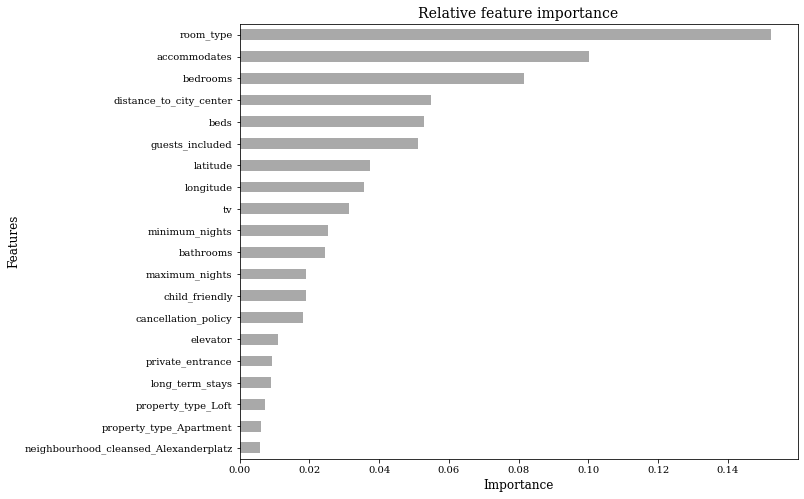 Relative feature importance
room_type
accommodates
bedrooms
distance_to_city_center
beds
guests_included
latitude
longitude
tv
minimum_nights
bathrooms
maximum_nights
child_friendly
cancellation_policy
elevator
private_entrance
long_term_stays
property_type_Loft
property_type_Apartment
neighbourhood_cleansed_Alexanderplatz
Features
0.00 0.02 0.04 0.06 0.08 0.10 0.12 0.14
Importance